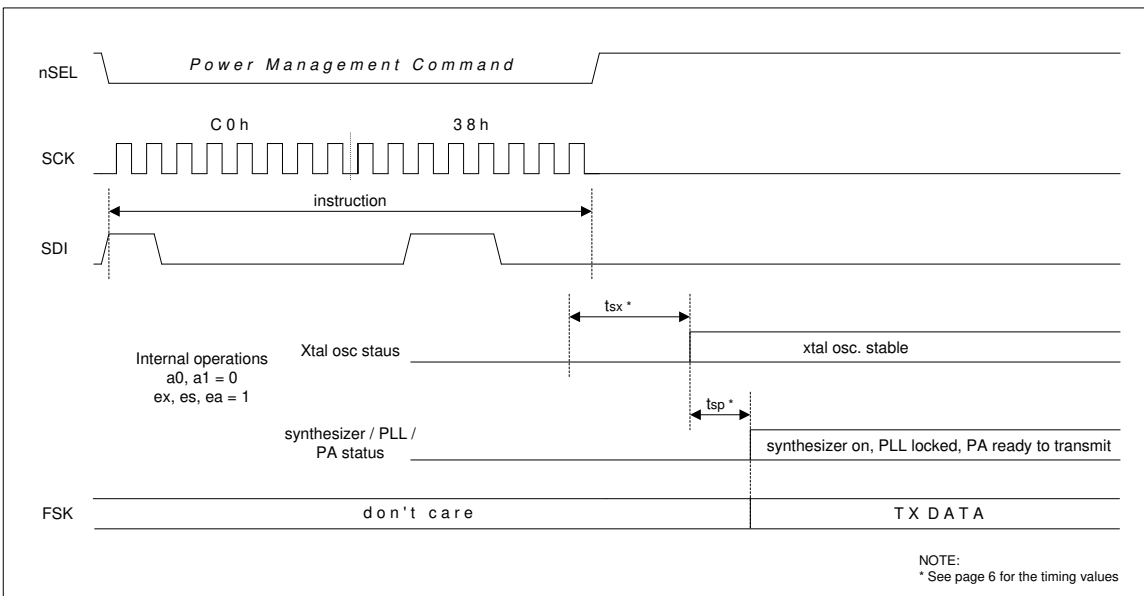 nSEL
Power Management Command
C0h
38h
SCK
instruction
SDI
tsx *
Xtal osc staus
xtal osc. stable
Internal operations
a0, a1 = 0
ex, es, ea = 1
tsp *
synthesizer / PLL /
PA status
synthesizer on, PLL locked, PA ready to transmit
FSK
don't care
TX DATA
NOTE:
* See page 6 for the timing values